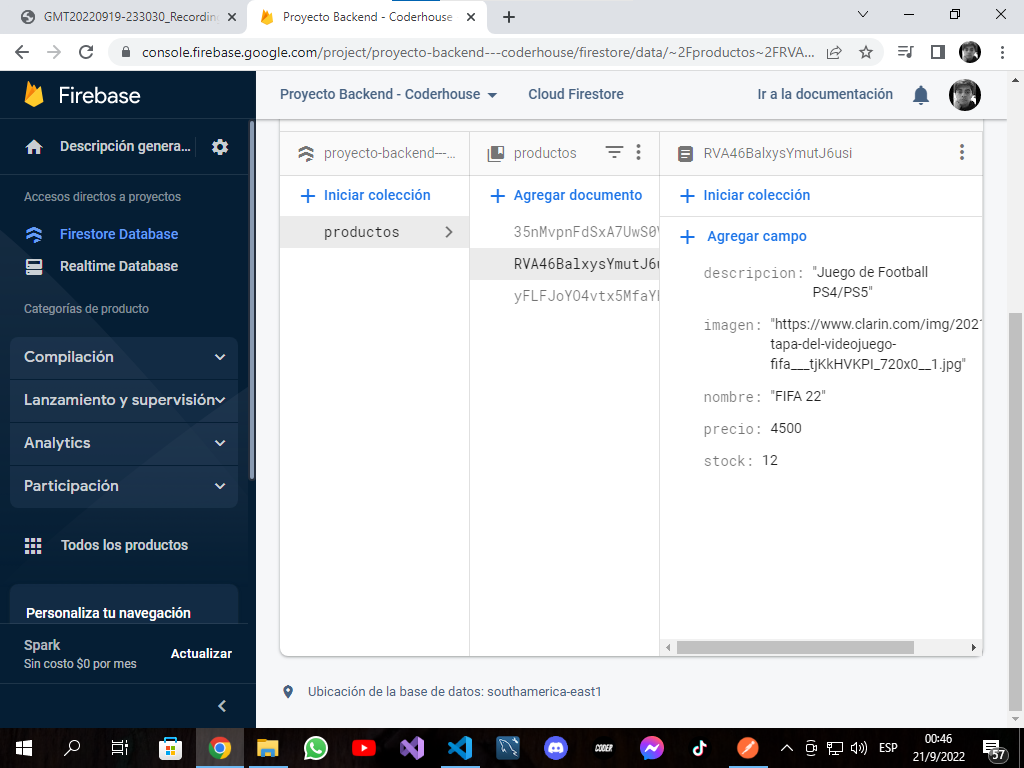 GMT20220919-233030_Recordin
Proyecto Backend - Coderhouse
console.firebase.google.com/project/proyecto-backend---coderhouse/firestore/data/~2Fproductos~2FRVA...
Firebase
Proyecto Backend - Coderhouse
Cloud Firestore
Ir a la documentación
Descripción genera...
Accesos directos a proyectos
Firestore Database
Realtime Database
Categorías de producto
Compilación
Lanzamiento y supervisión
Analytics
Participación
Todos los productos
Personaliza tu navegación
Spark
Sin costo $0 por mes
Actualizar
proyecto-backend---...
Iniciar colección
productos
productos
Agregar documento
35nMvpnFdSxA7UwS0
RVA46BalxysYmutJ6u
yFLFJoYO4vtx5MfaY
RVA46BalxysYmutJ6usi
Iniciar colección
Agregar campo
descripcion: "Juego de Football
PS4/PS5"
imagen: "https://www.clarin.com/img/2021
tapa-del-videojuego-
fifa___tjKkHVKPI_720x0__1.jpg"
nombre: "FIFA 22"
precio: 4500
stock: 12
Ubicación de la base de datos: southamerica-east1
CODER
ESP
00:46
21/9/2022
57